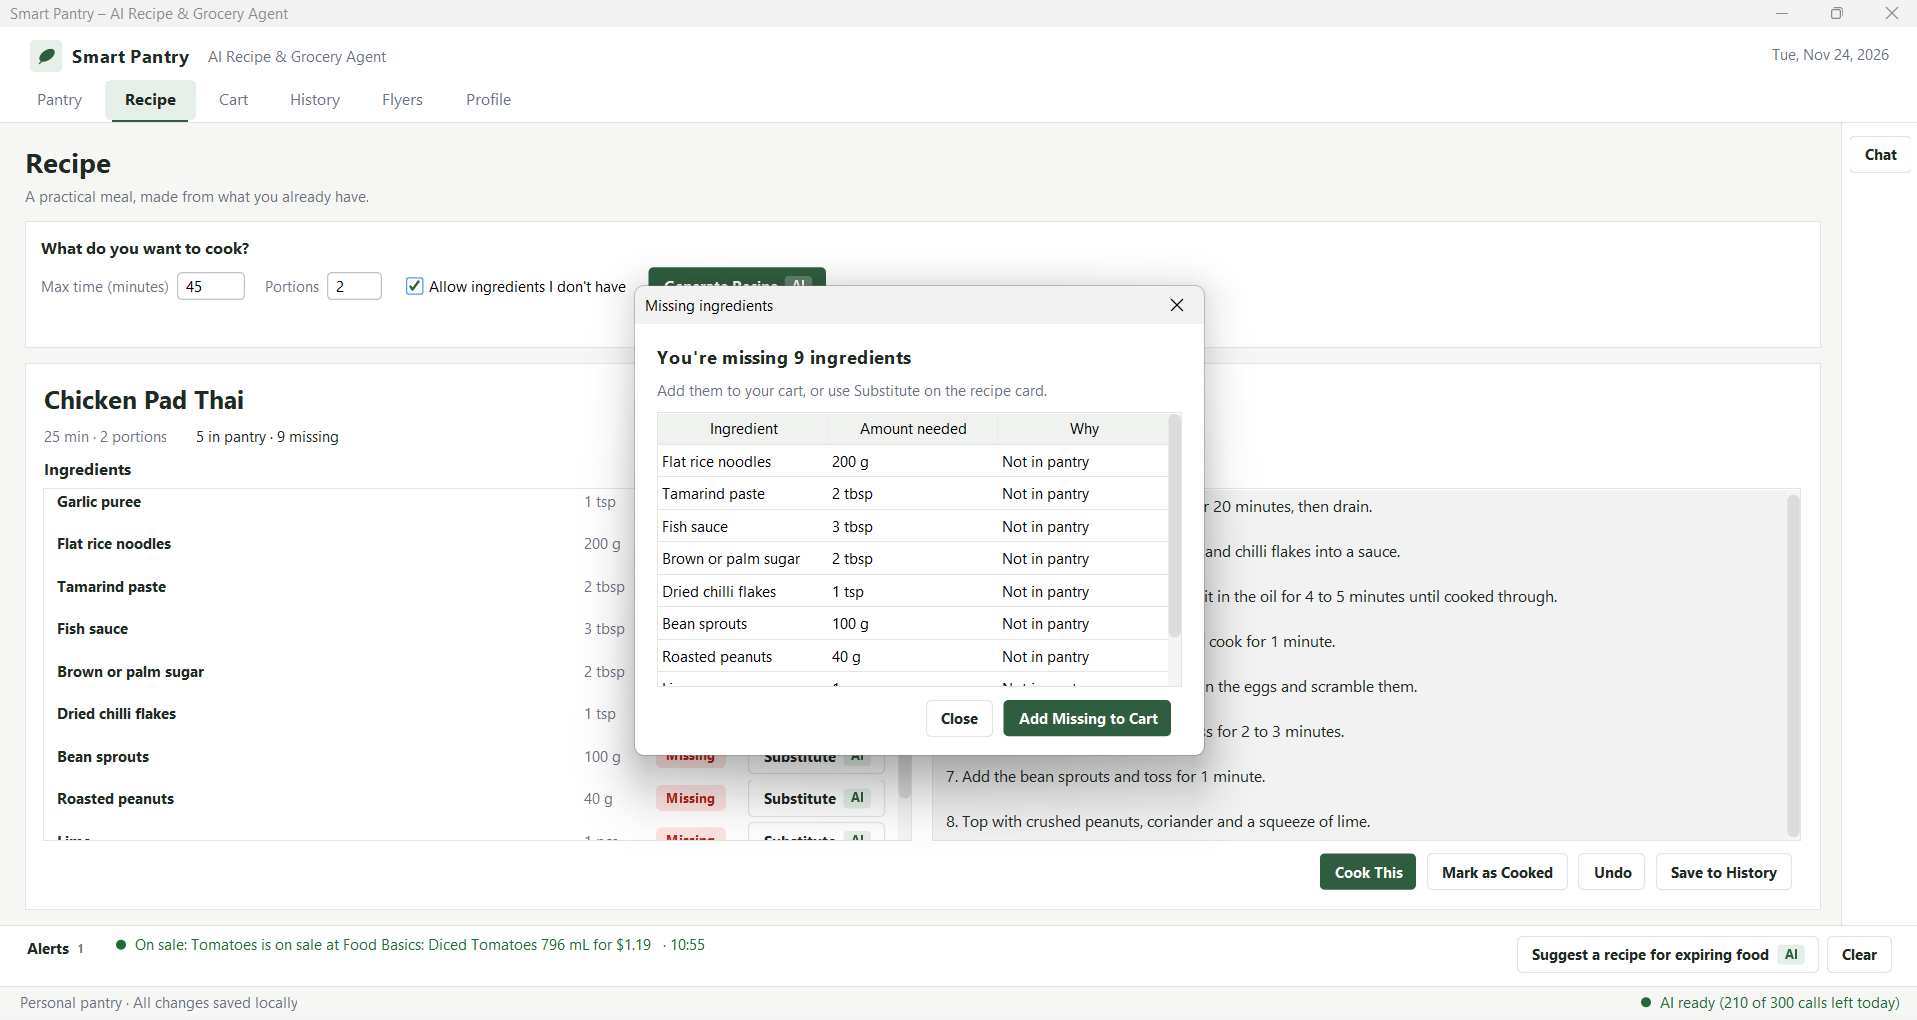 Smart Pantry – AI Recipe & Grocery Agent
Smart Pantry AI Recipe & Grocery Agent
Tue, Nov 24, 2026
Pantry Recipe Cart History Flyers Profile
Chat
Recipe
A practical meal, made from what you already have.
What do you want to cook?
Max time (minutes) 45 Portions 2 Allow ingredients I don't have Generate Recipe AI
Chicken Pad Thai
25 min · 2 portions 5 in pantry · 9 missing
Ingredients
Garlic puree 1 tsp
Flat rice noodles 200 g
Tamarind paste 2 tbsp
Fish sauce 3 tbsp
Brown or palm sugar 2 tbsp
Dried chilli flakes 1 tsp
Bean sprouts 100 g Missing Substitute AI
Roasted peanuts 40 g Missing Substitute AI
Missing Substitute AI
Missing ingredients
You're missing 9 ingredients
Add them to your cart, or use Substitute on the recipe card.
Ingredient Amount needed Why
Flat rice noodles 200 g Not in pantry
Tamarind paste 2 tbsp Not in pantry
Fish sauce 3 tbsp Not in pantry
Brown or palm sugar 2 tbsp Not in pantry
Dried chilli flakes 1 tsp Not in pantry
Bean sprouts 100 g Not in pantry
Roasted peanuts 40 g Not in pantry
Close Add Missing to Cart
20 minutes, then drain.
and chilli flakes into a sauce.
it in the oil for 4 to 5 minutes until cooked through.
cook for 1 minute.
the eggs and scramble them.
for 2 to 3 minutes.
7. Add the bean sprouts and toss for 1 minute.
8. Top with crushed peanuts, coriander and a squeeze of lime.
Cook This Mark as Cooked Undo Save to History
Alerts 1 On sale: Tomatoes is on sale at Food Basics: Diced Tomatoes 796 mL for $1.19 · 10:55
Suggest a recipe for expiring food AI Clear
Personal pantry · All changes saved locally
AI ready (210 of 300 calls left today)